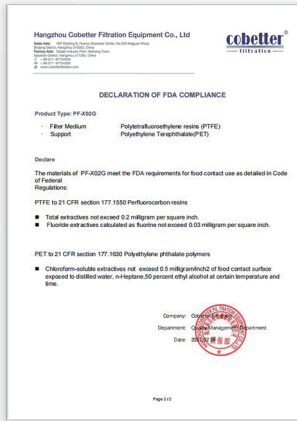 Hangzhou Cobetter Filtration Equipment Co., Ltd
cobetter®
filtration
DECLARATION OF FDA COMPLIANCE
Product Type: PF-X02G
· Filter Medium Polytetrafluoroethylene resins (PTFE)
· Support Polyethylene Terephthalate(PET)
Declare
The materials of PF-X02G meet the FDA requirements for food contact use as detailed in Code
of Federal
Regulations:
PTFE to 21 CFR section 177.1550 Perfluorocarbon resins
■ Total extractives not exceed 0.2 milligram per square inch.
■ Fluoride extractives calculated as fluorine not exceed 0.03 milligram per square inch.
PET to 21 CFR section 177.1630 Polyethylene phthalate polymers
■ Chloroform-soluble extractives not exceed 0.5 milligram/inch2 of food contact surface
exposed to distilled water, n-Heptane,50 percent ethyl alcohol at certain temperature and
time.
Company: Cobetter
Department: Quality Management Department
Date:
Page 2 / 2